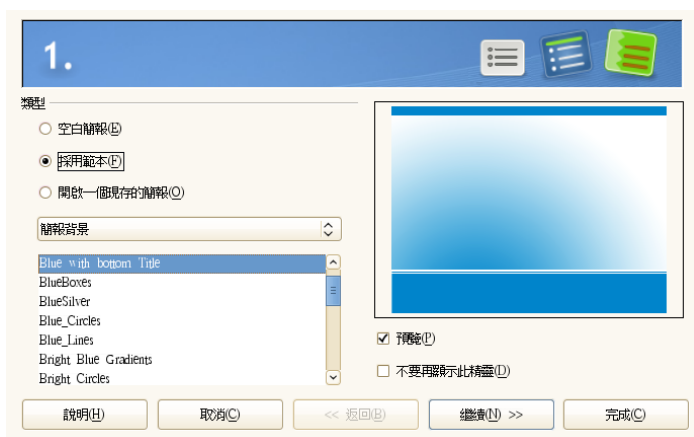 1.
類型
空白簡報(E)
採用範本(F)
開啟一個現存的簡報(O)
簡報背景
Blue with bottom Title
BlueBoxes
BlueSilver
Blue_Circles
Blue_Lines
Bright Blue Gradients
Bright Circles
預覽(P)
不要再顯示此精靈(D)
說明(H)
取消(C)
<< 返回(B)
繼續(N) >>
完成(C)